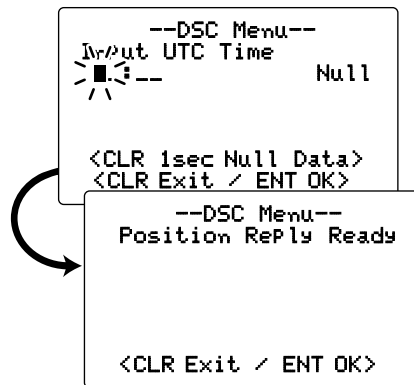 --DSC Menu--
Input UTC Time
:__ Null
<CLR 1sec Null Data>
<CLR Exit / ENT OK>
--DSC Menu--
Position Reply Ready
<CLR Exit / ENT OK>